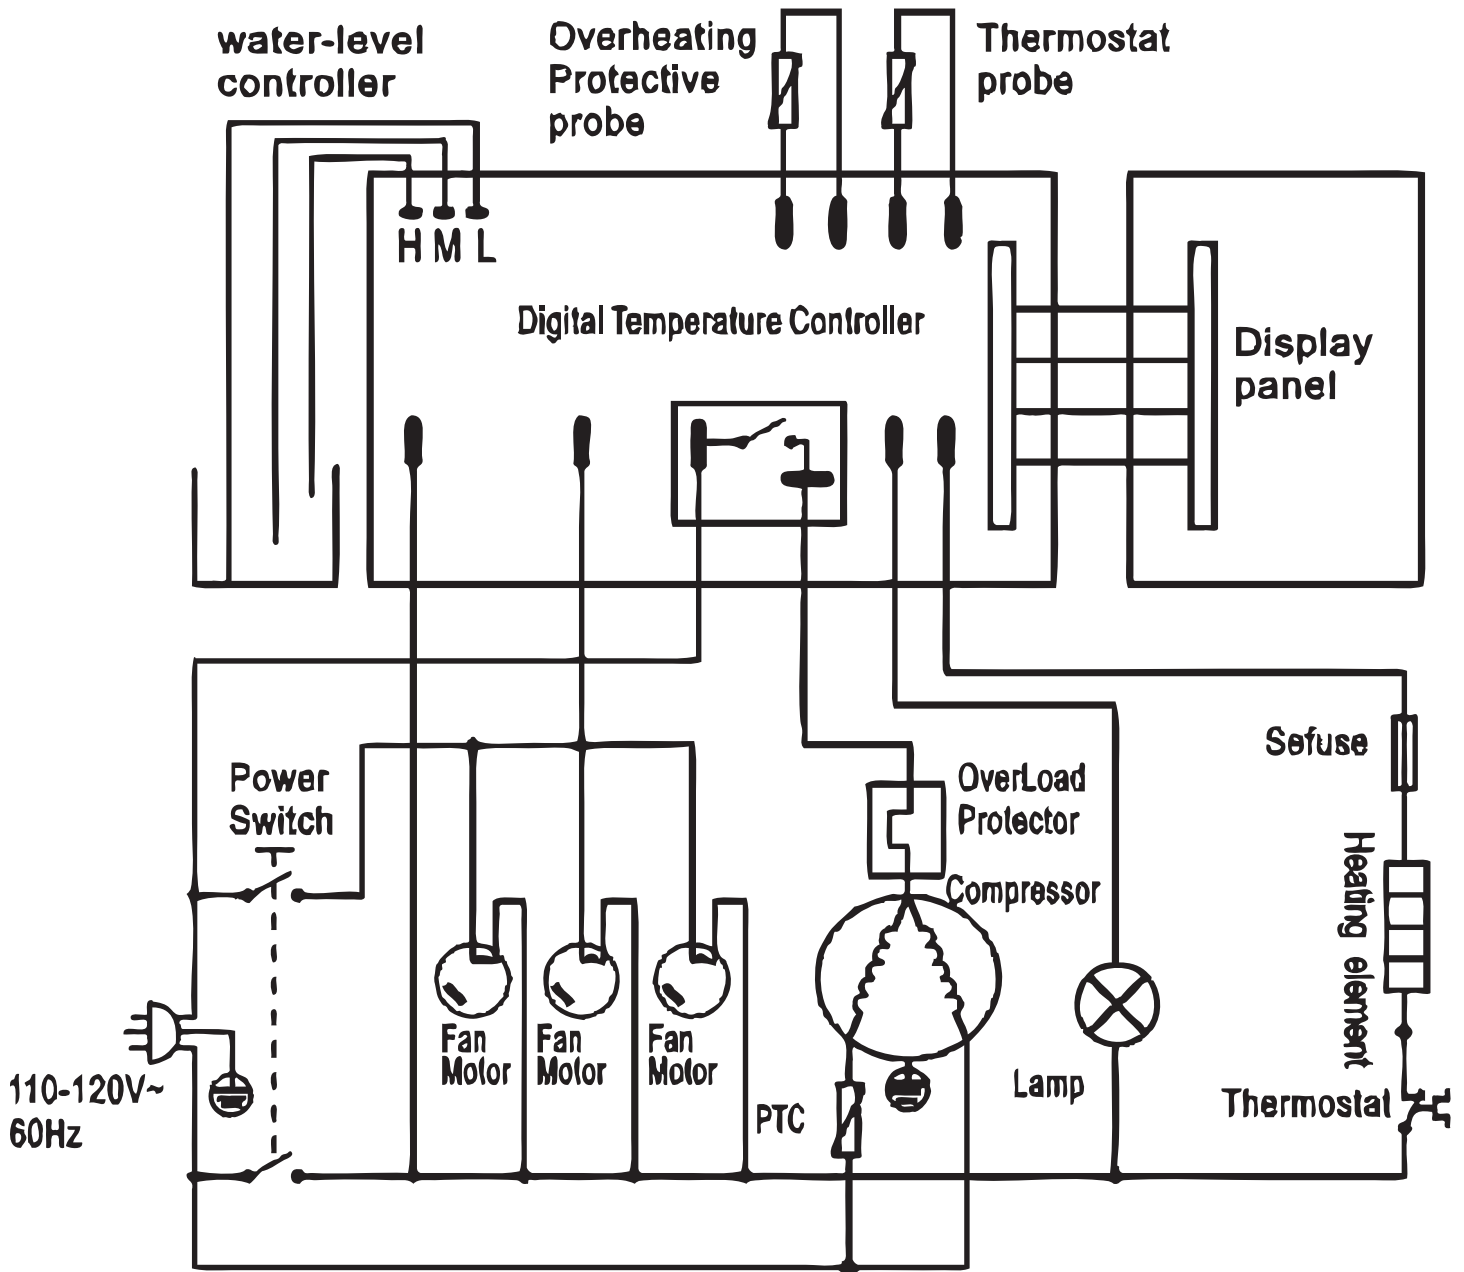 water-level
controller
Overheating
Protective
probe
Thermostat
probe
H M L
Digital Temperature Controller
Display
panel
Power
Switch
OverLoad
Protector
Sefuse
Compressor
Heating element
Fan
Motor
Fan
Motor
Fan
Motor
110-120V~
60Hz
PTC
Lamp
Thermostat